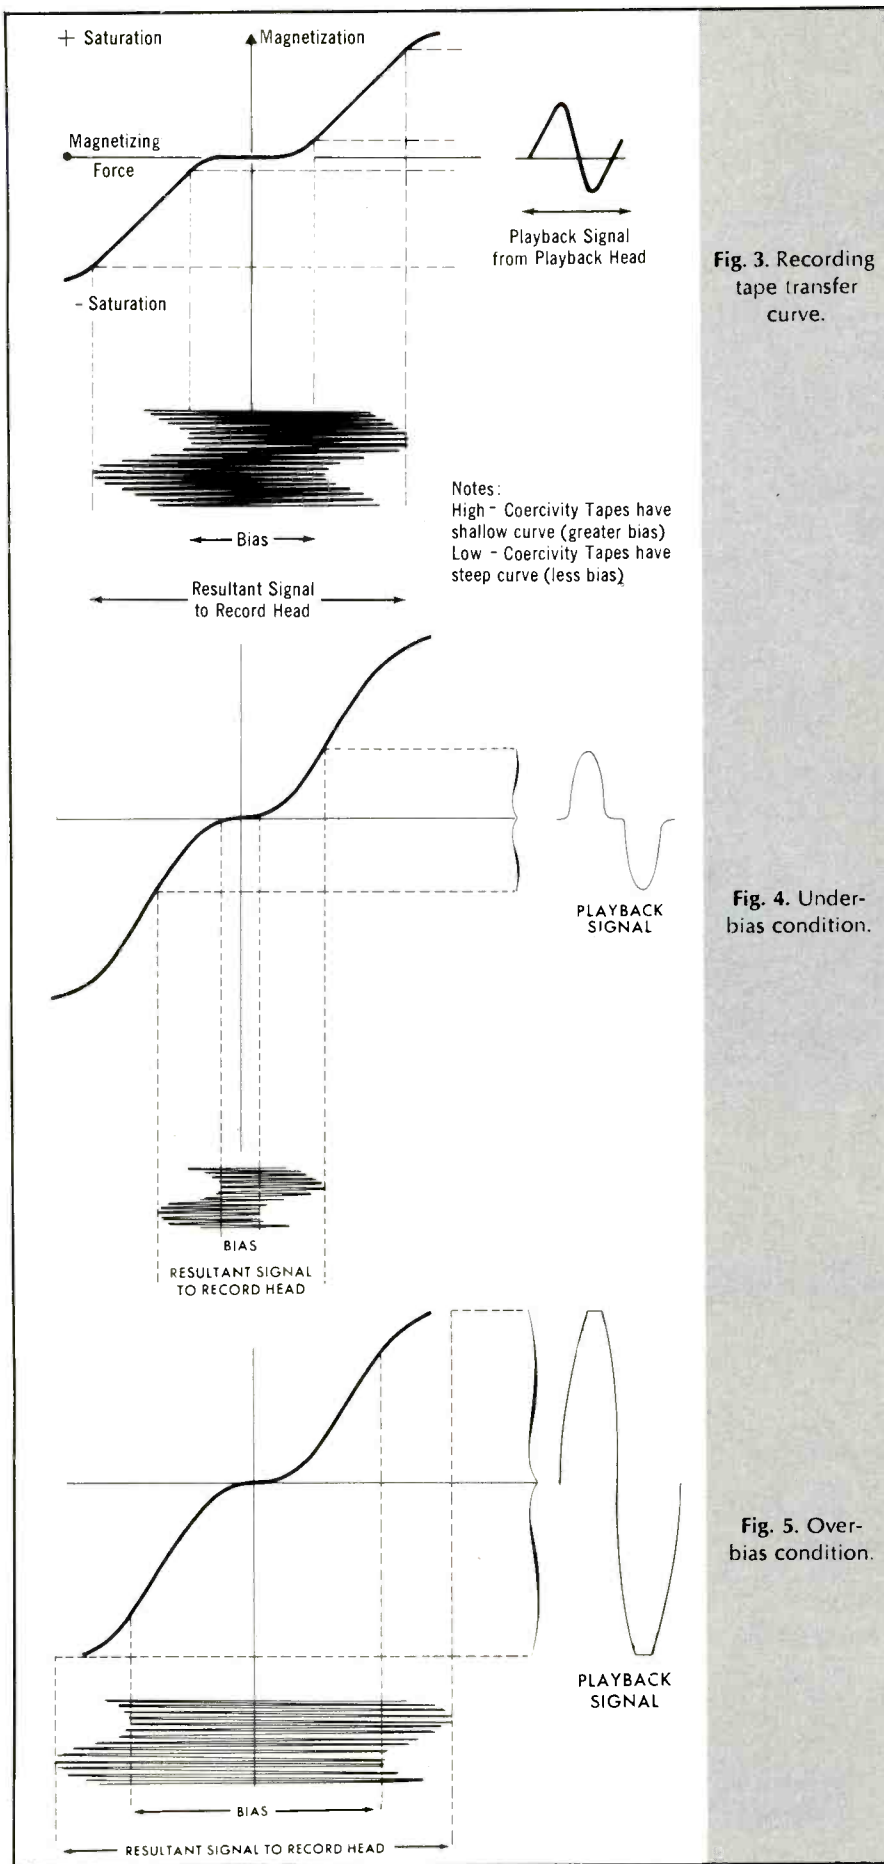 + Saturation
Magnetization
Magnetizing
Force
- Saturation
Playback Signal
from Playback Head
Fig. 3. Recording
tape transfer
curve.
Notes:
High - Coercivity Tapes have
shallow curve (greater bias)
Low - Coercivity Tapes have
steep curve (less bias)
Bias
Resultant Signal
to Record Head
PLAYBACK
SIGNAL
Fig. 4. Under-
bias condition.
BIAS
RESULTANT SIGNAL
TO RECORD HEAD
Fig. 5. Over-
bias condition.
PLAYBACK
SIGNAL
BIAS
RESULTANT SIGNAL TO RECORD HEAD